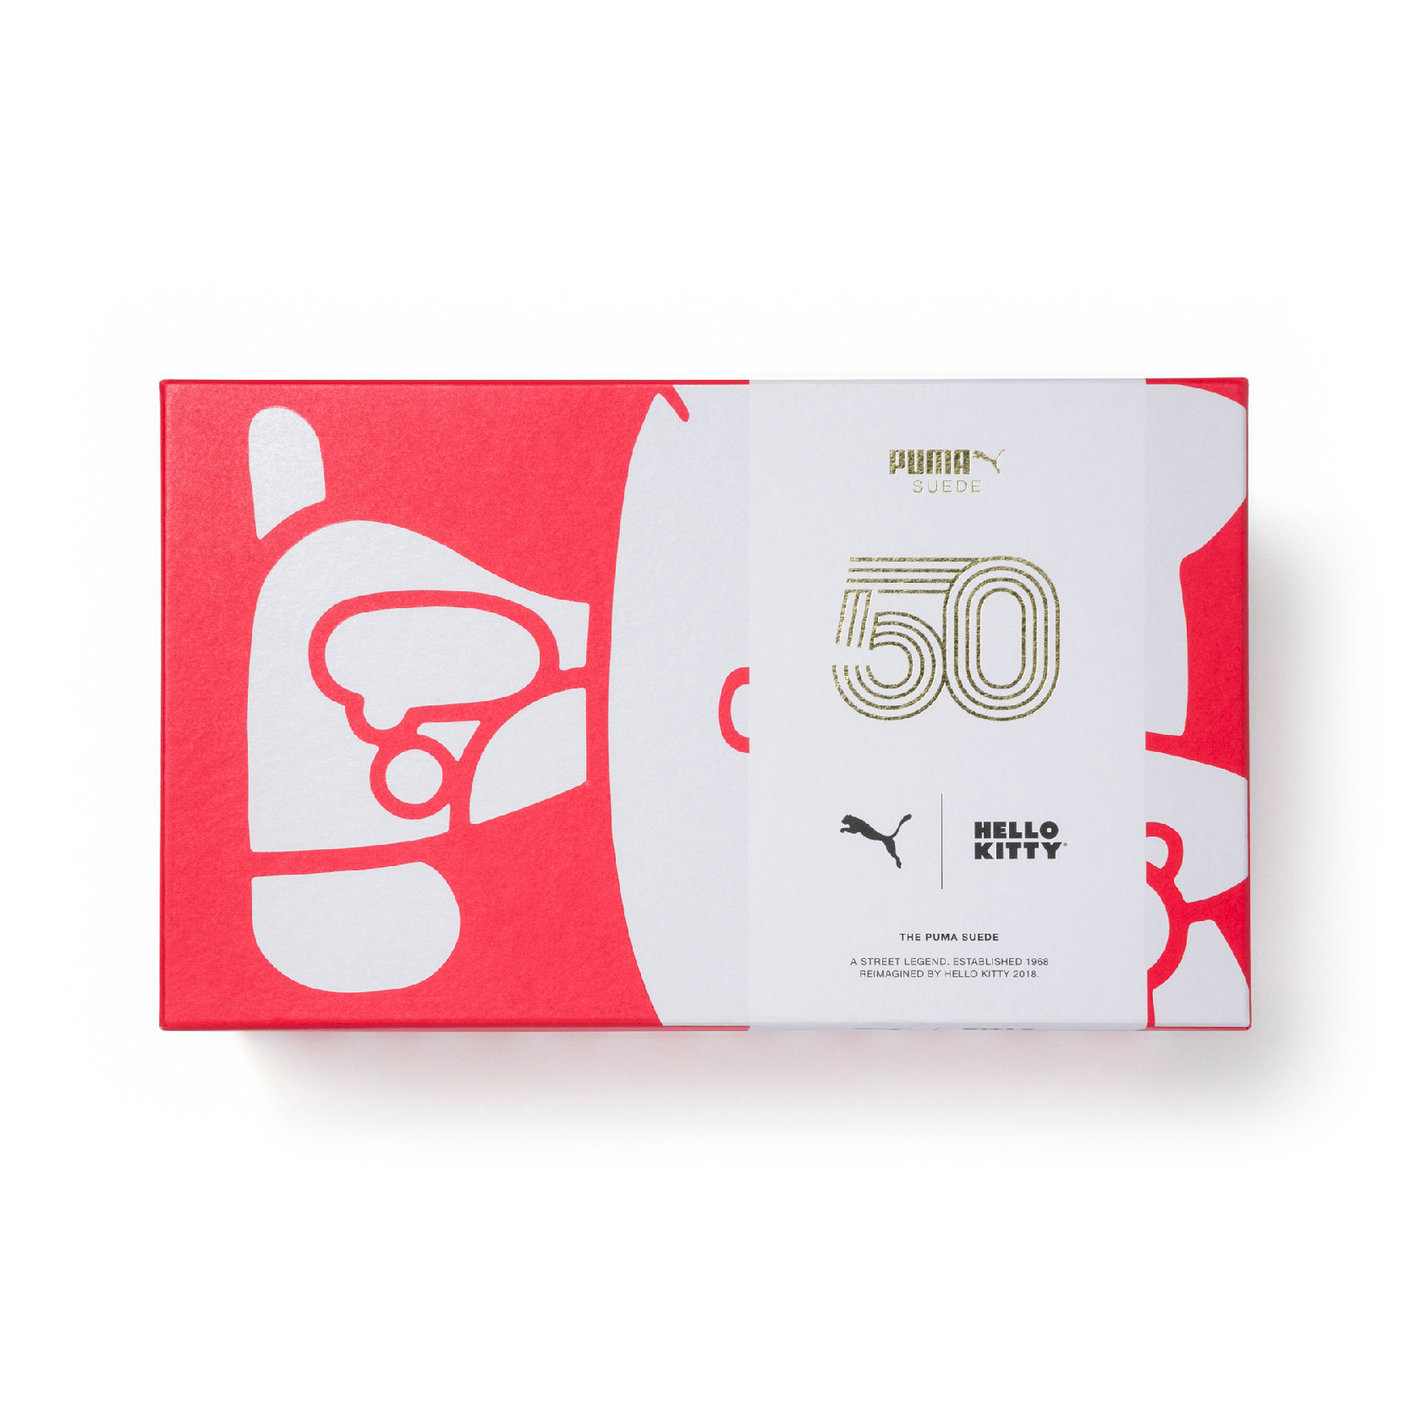 PUMA
SUEDE
50
HELLO
KITTY®
THE PUMA SUEDE
A STREET LEGEND. ESTABLISHED 1968
REIMAGINED BY HELLO KITTY 2018.